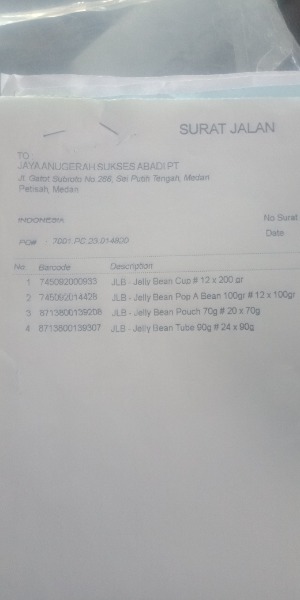 SURAT JALAN
TO :
JAYA ANUGERAH SUKSES ABADI PT
Jl. Gatot Subroto No.266, Sei Putih Tengah, Medan
Petisah, Medan
INDONESIA
No Surat
Date
PO# : 7001.PC.23.014900
No Barcode Description
1 745092000933 JLB - Jelly Bean Cup # 12 x 200 gr
2 745092014429 JLB - Jelly Bean Pop A Bean 100gr # 12 x 100gr
3 8713800139208 JLB - Jelly Bean Pouch 70g # 20 x 70g
4 8713800139307 JLB - Jelly Bean Tube 90g # 24 x 90g